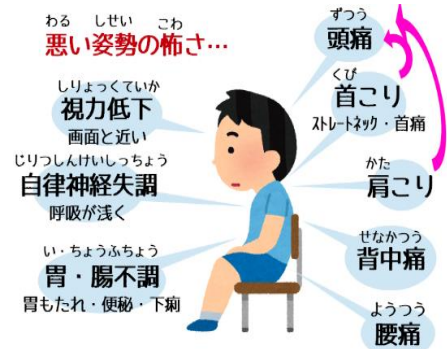 わる しせい こわ
悪い姿勢の怖さ…
しりょっくていか
視力低下
画面と近い
じりつしんけいしっちょう
自律神経失調
呼吸が浅く
い・ちょうふちょう
胃・腸不調
胃もたれ・便秘・下痢
ずつう
頭痛
くび
首こり
ｽﾄﾚｰﾄﾈｯｸ・首痛
かた
肩こり
せなかつう
背中痛
ようつう
腰痛